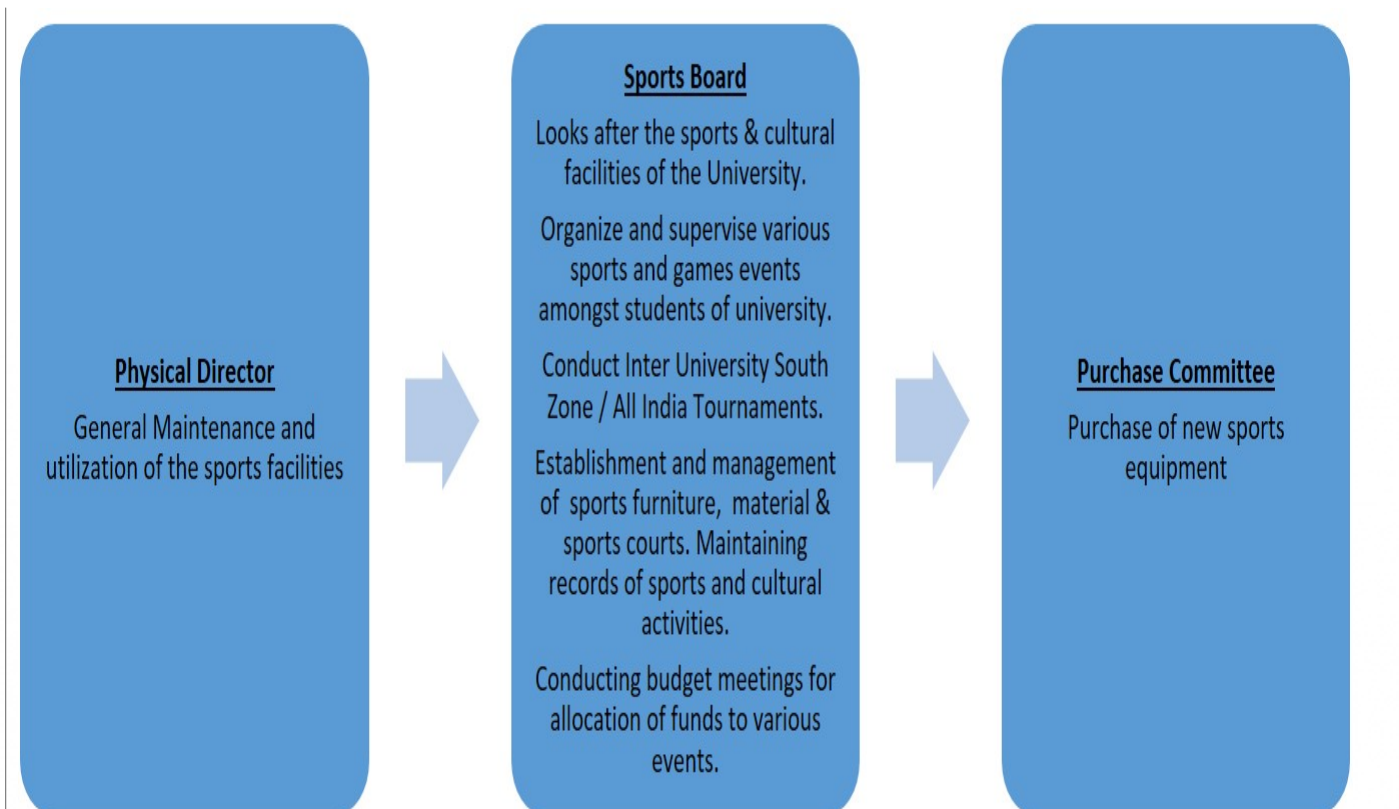 Physical Director
General Maintenance and
utilization of the sports facilities
Sports Board
Looks after the sports & cultural
facilities of the University.
Organize and supervise various
sports and games events
amongst students of university.
Conduct Inter University South
Zone / All India Tournaments.
Establishment and management
of sports furniture, material &
sports courts. Maintaining
records of sports and cultural
activities.
Conducting budget meetings for
allocation of funds to various
events.
Purchase Committee
Purchase of new sports
equipment